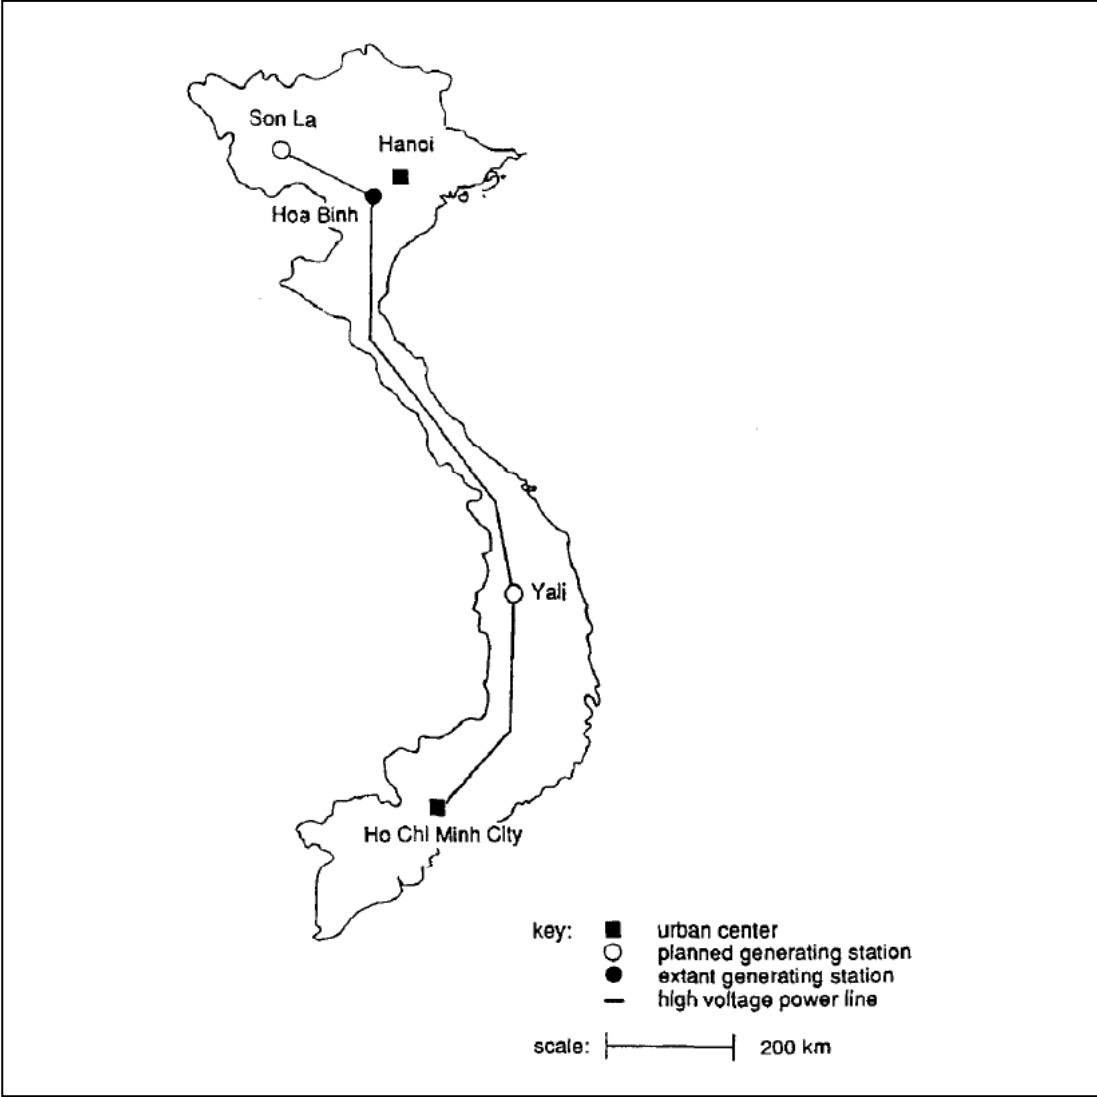 Son La
Hanoi
Hoa Binh
Yali
Ho Chi Minh City
key:
urban center
planned generating station
extant generating station
high voltage power line
scale:
200 km